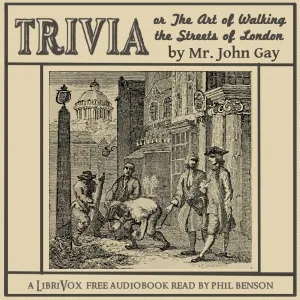 TRIVIA
or The Art of Walking
the Streets of London
by Mr. John Gay
A LIBRIVOX FREE AUDIOBOOK READ BY PHIL BENSON